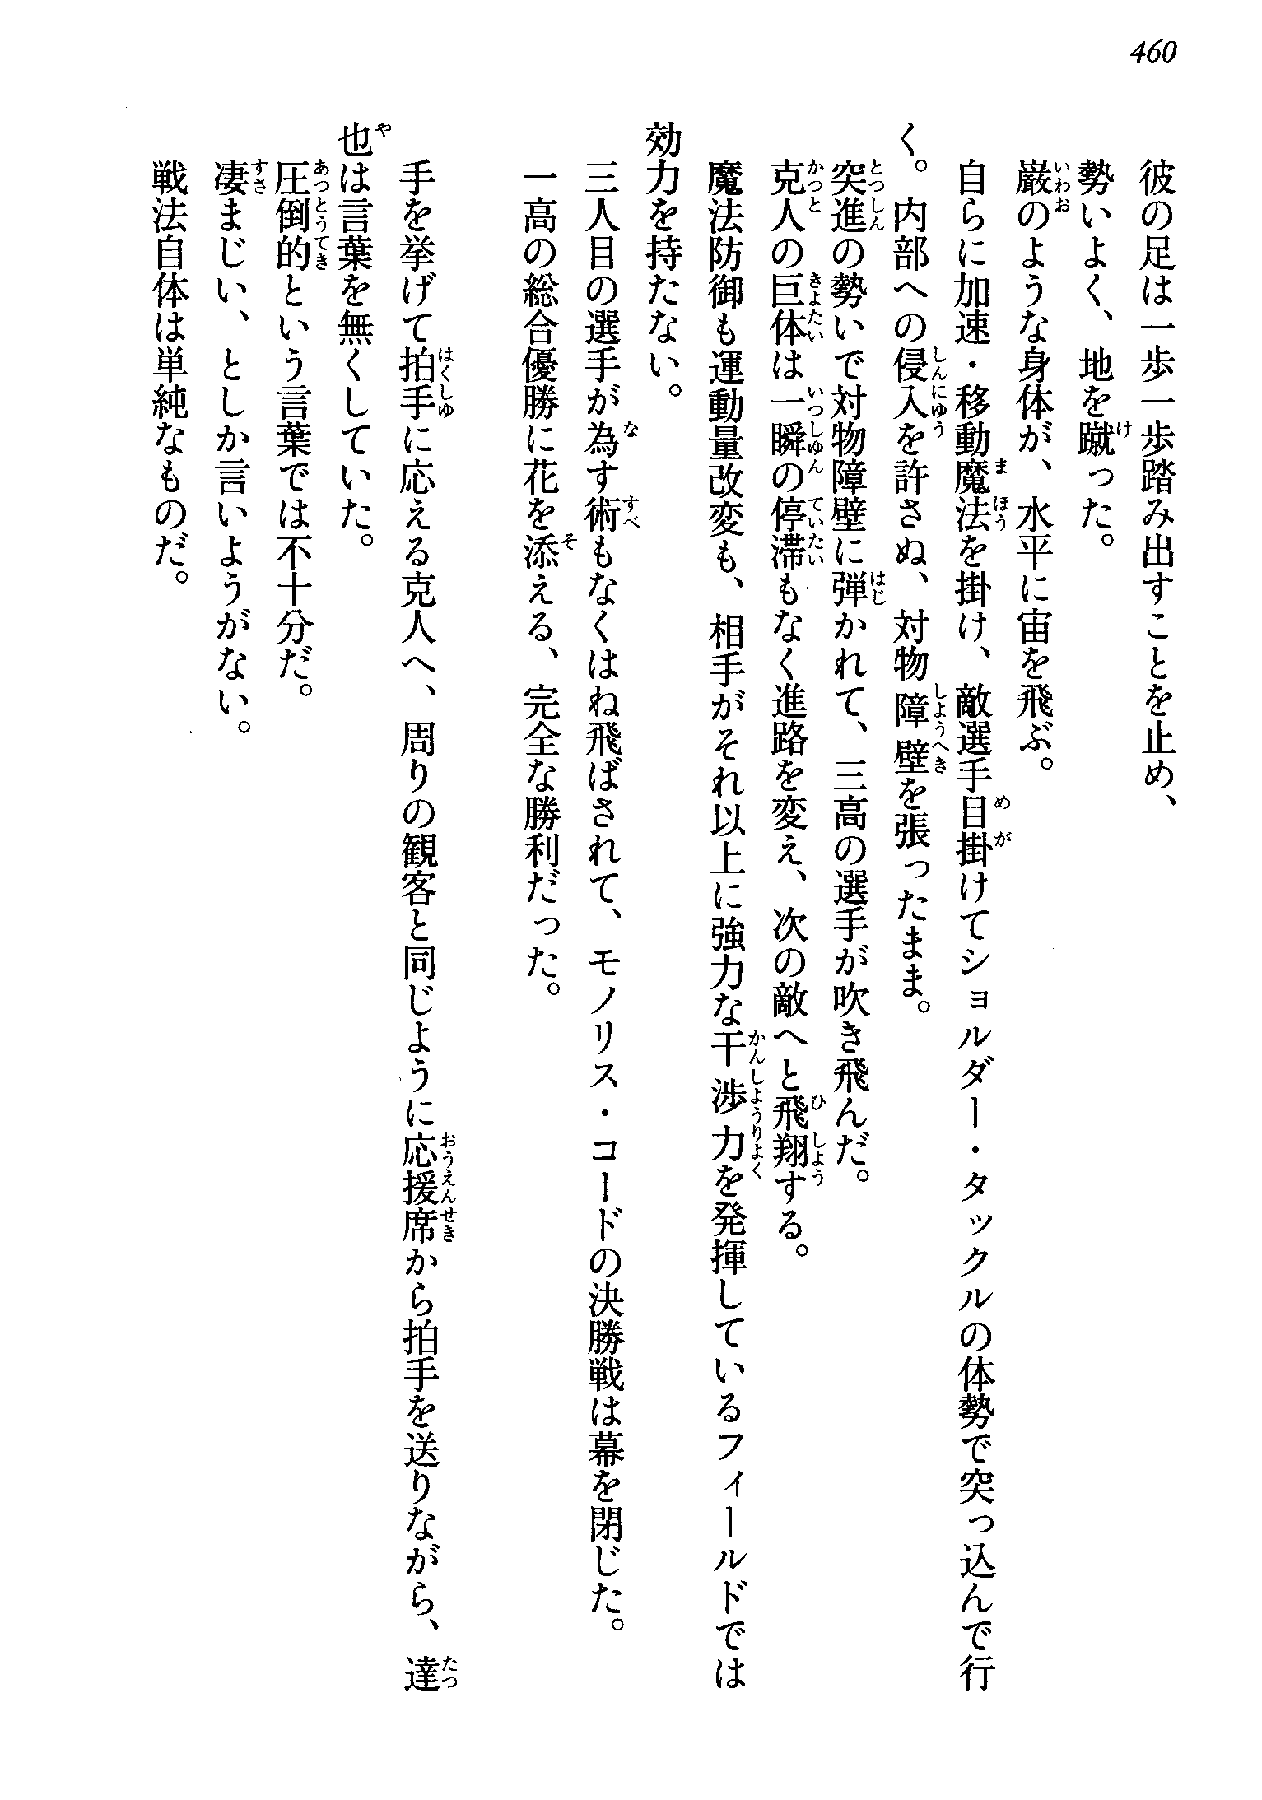 460
彼の足は一歩一歩踏み出すことを止め、
勢いよく、地を蹴った。
巌のような身体が、水平に宙を飛ぶ。
自らに加速・移動魔法を掛け、敵選手目掛けてショルダー・タックルの体勢で突っ込んで行
く。内部への侵入を許さぬ、対物障壁を張ったまま。
突進の勢いで対物障壁に弾かれて、三高の選手が吹き飛んだ。
克人の巨体は一瞬の停滞もなく進路を変え、次の敵へと飛翔する。
魔法防御も運動量改変も、相手がそれ以上に強力な干渉力を発揮しているフィールドでは
効力を持たない。
三人目の選手が為す術もなくはね飛ばされて、モノリス・コードの決勝戦は幕を閉じた。
一高の総合優勝に花を添える、完全な勝利だった。
手を挙げて拍手に応える克人へ、周りの観客と同じように応援席から拍手を送りながら、達
也は言葉を無くしていた。
圧倒的という言葉では不十分だ。
凄まじい、としか言いようがない。
戦法自体は単純なものだ。